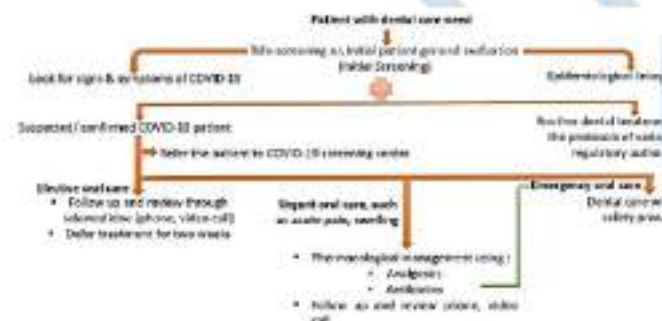 Patient with dental care need
Tele-screening as initial patient general evaluation
(Initial Screening)
Look for signs & symptoms of COVID-19
Epidemiological
Suspected/confirmed COVID-19 patient
Routine dental
the protocols of
regulatory
Refer the patient to COVID-19 screening center
Elective oral care
• Follow up and review through
(phone, video call)
• Defer treatment for two weeks
Urgent oral care, such
as acute pain, swelling
Emergency oral care
Dental care
safety
• Pharmacological management using :
• Analgesics
• Antibiotics
• Follow up and review phone, video
call